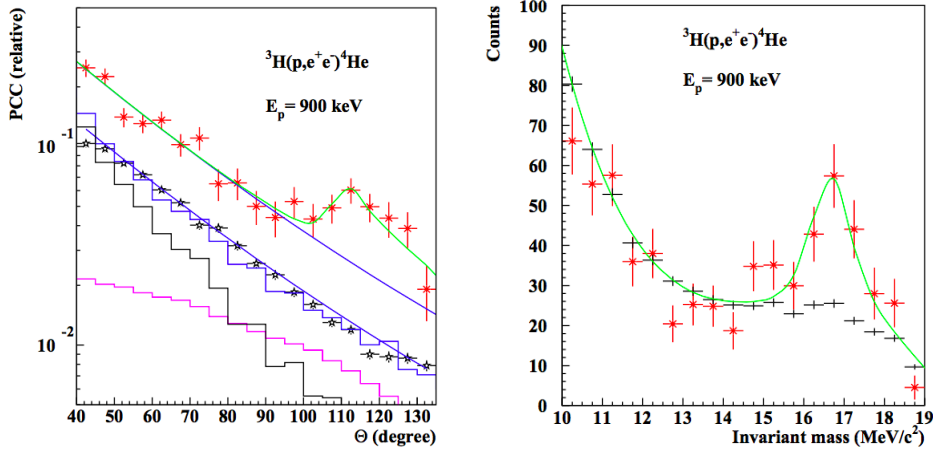 PCC (relative)
³H(p,e⁺e⁻)⁴He
Eₚ= 900 keV
10⁻¹
10⁻²
40 50 60 70 80 90 100 110 120 130
Θ (degree)
Counts
100
90
80
70
60
50
40
30
20
10
0
³H(p,e⁺e⁻)⁴He
Eₚ= 900 keV
10 11 12 13 14 15 16 17 18 19
Invariant mass (MeV/c²)